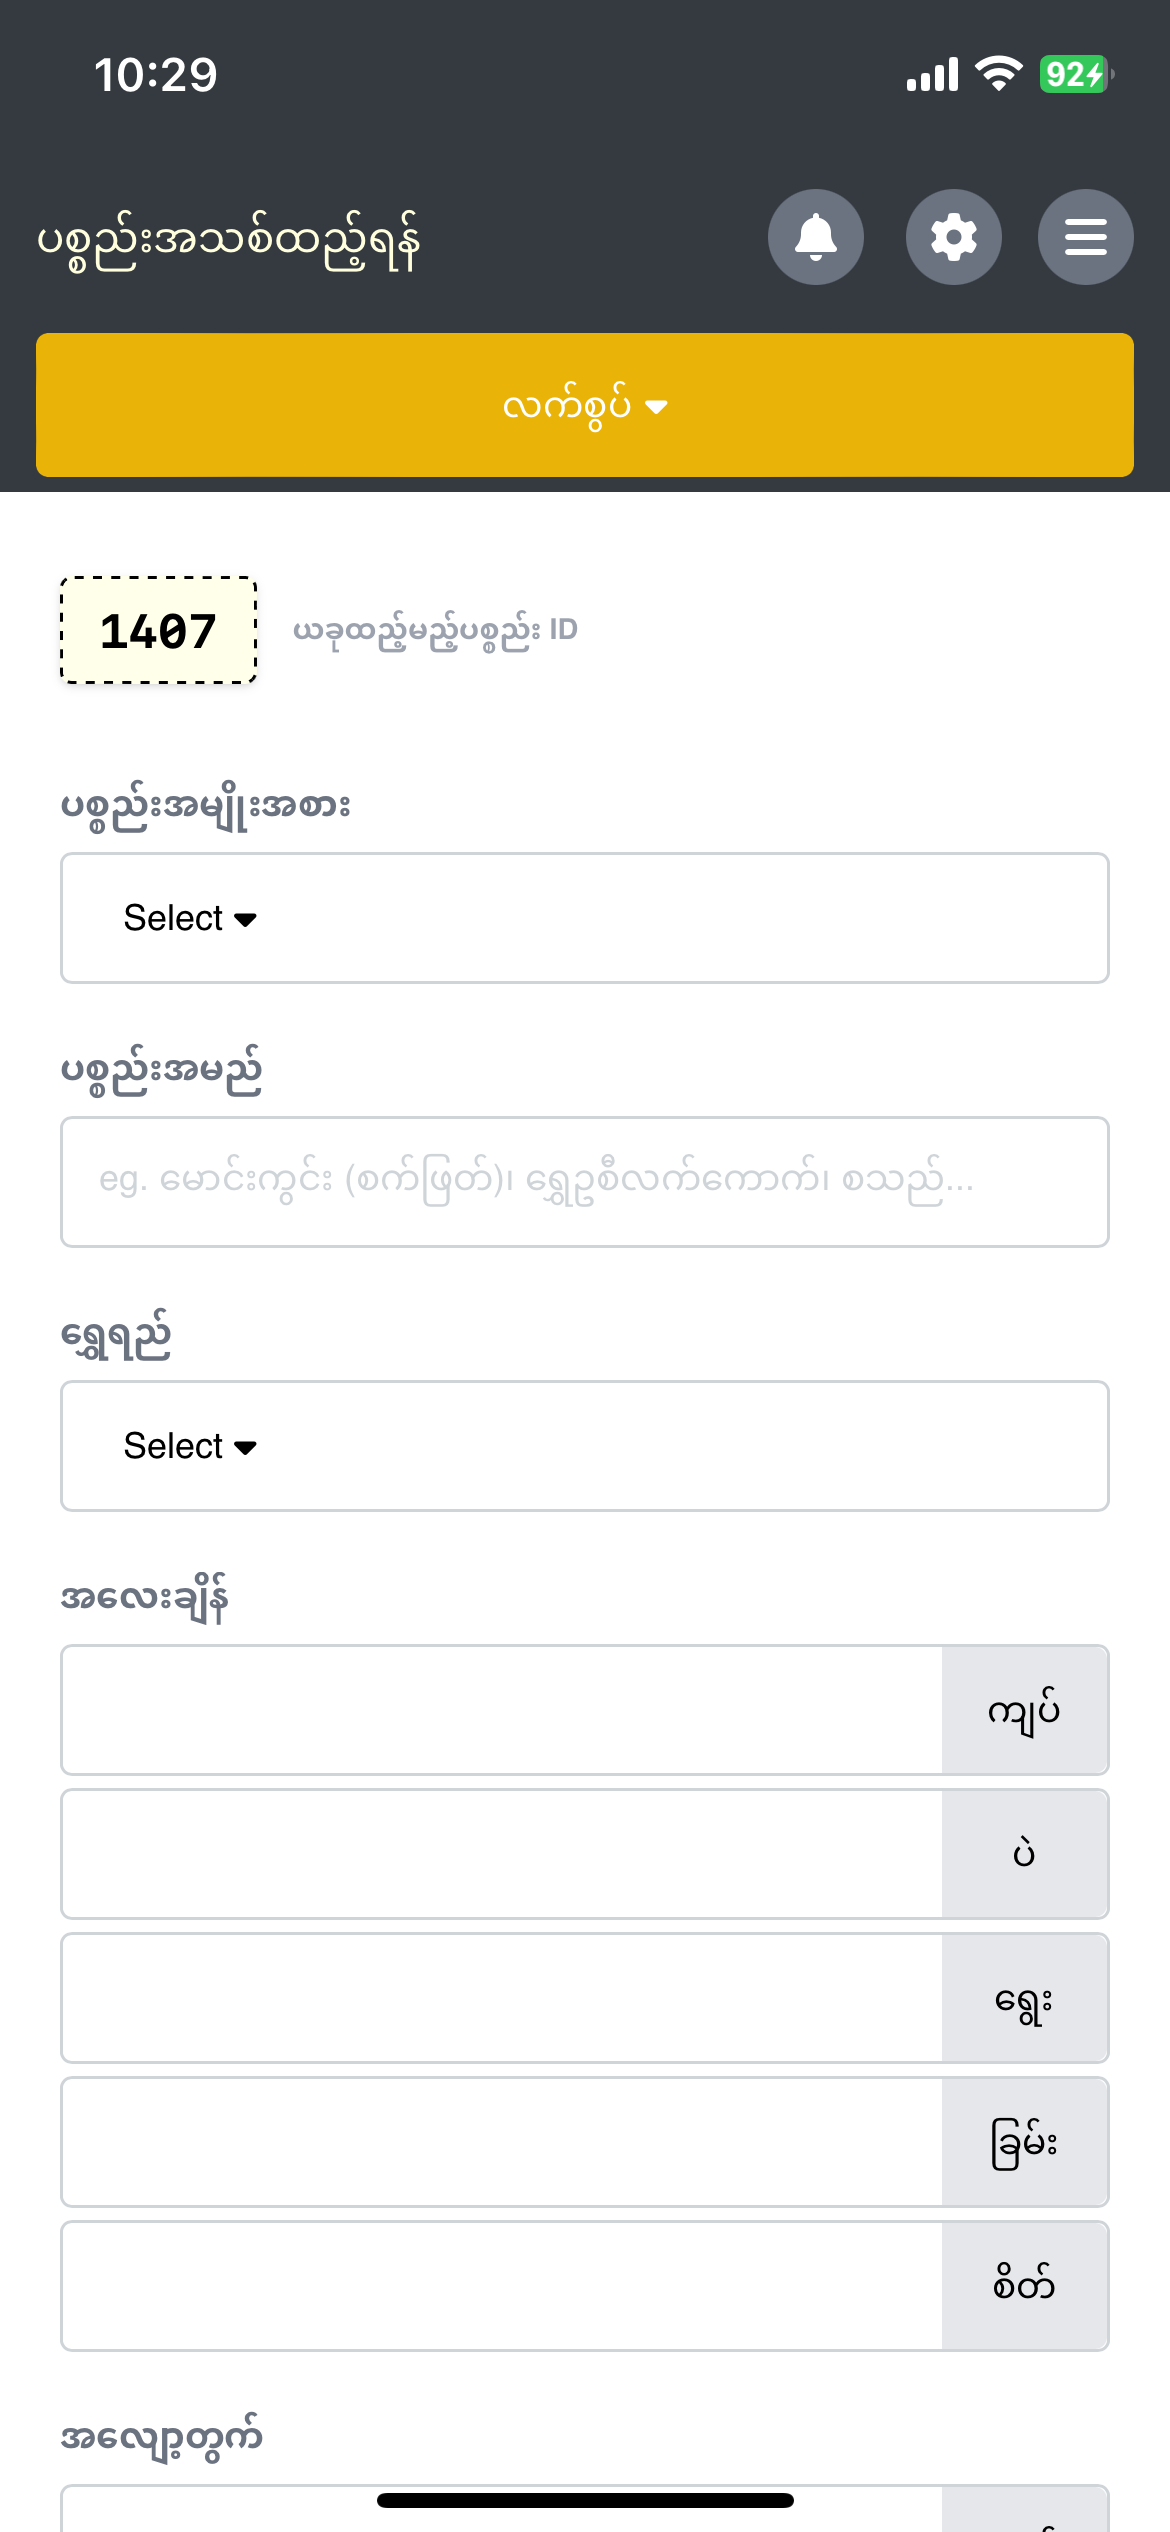 10:29
92
ပစ္စည်းအသစ်ထည့်ရန်
လက်စွပ်
1407 ယခုထည့်မည့်ပစ္စည်း ID
ပစ္စည်းအမျိုးအစား
Select
ပစ္စည်းအမည်
eg. မောင်းကွင်း (စက်ဖြတ်)၊ ရွှေဥစီလက်ကောက်၊ စသည်...
ရွှေရည်
Select
အလေးချိန်
ကျပ်
ပဲ
ရွေး
ခြမ်း
စိတ်
အလျော့တွက်